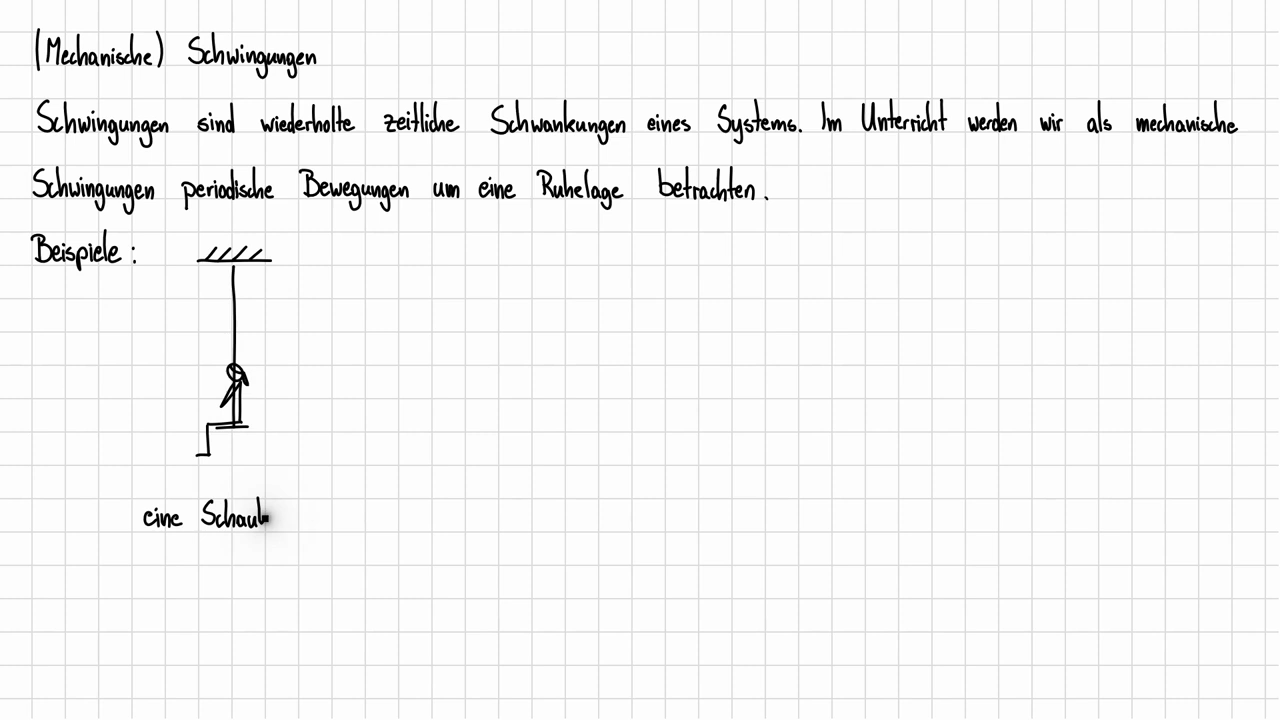 (Mechanische) Schwingungen
Schwingungen sind wiederholte zeitliche Schwankungen eines Systems. Im Unterricht werden wir als mechanische
Schwingungen periodische Bewegungen um eine Ruhelage betrachten.
Beispiele:
eine Schauk